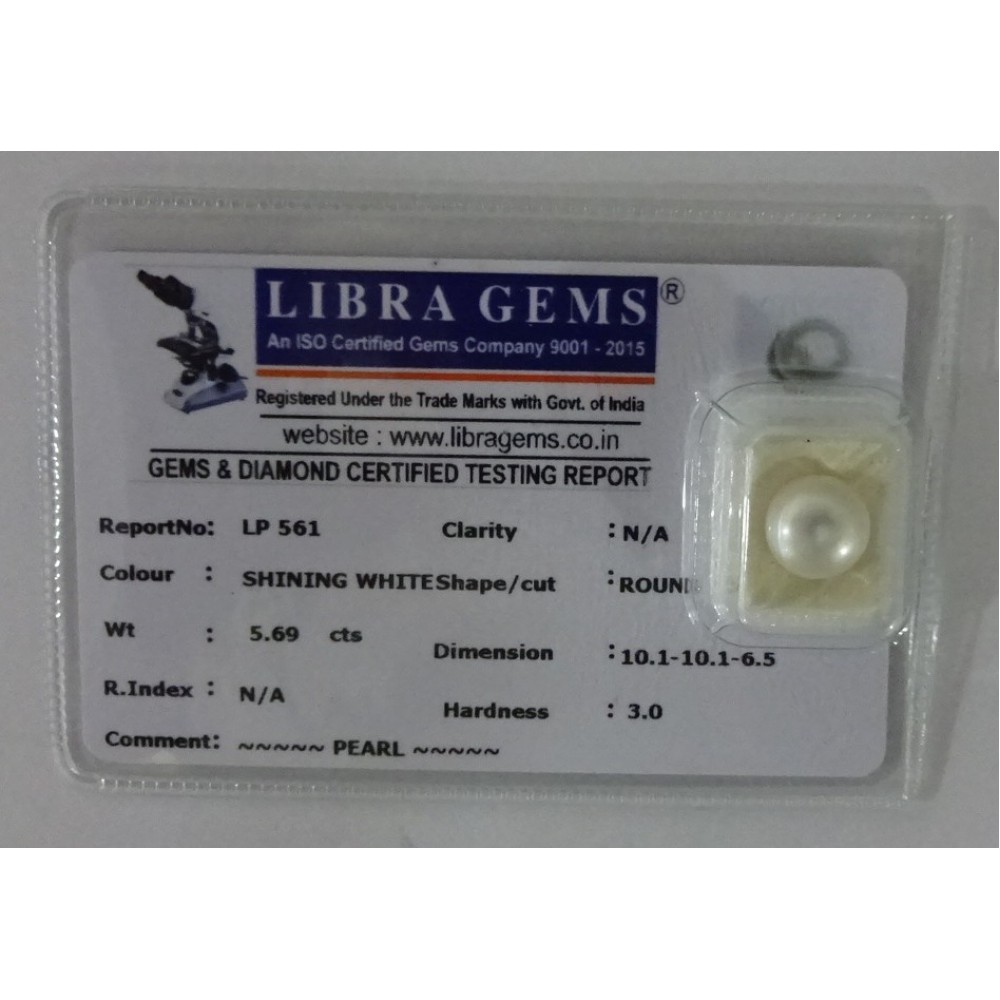 LIBRA GEMS®
An ISO Certified Gems Company 9001 - 2015
Registered Under the Trade Marks with Govt. of India
website : www.libragems.co.in
GEMS & DIAMOND CERTIFIED TESTING REPORT
ReportNo: LP 561 Clarity : N/A
Colour : SHINING WHITE Shape/cut : ROUND
Wt : 5.69 cts Dimension : 10.1-10.1-6.5
R.Index : N/A Hardness : 3.0
Comment: ~~~~~ PEARL ~~~~~